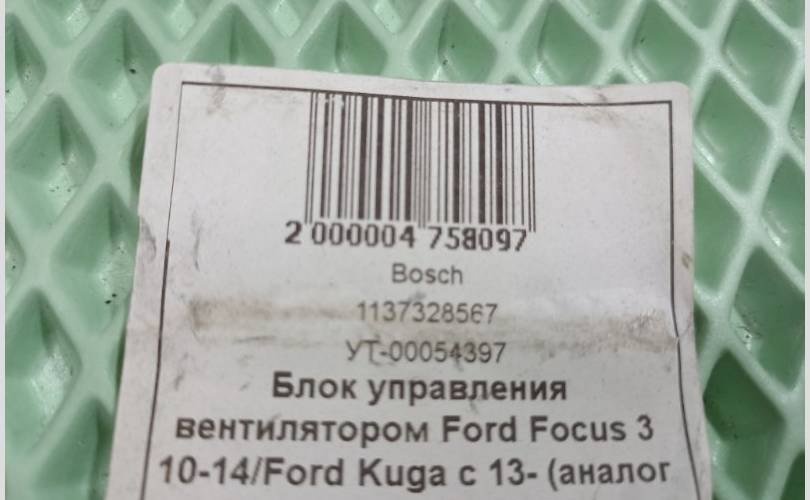 2 000004 758097
Bosch
1137328567
УТ-00054397
Блок управления
вентилятором Ford Focus 3
10-14/Ford Kuga с 13- (аналог